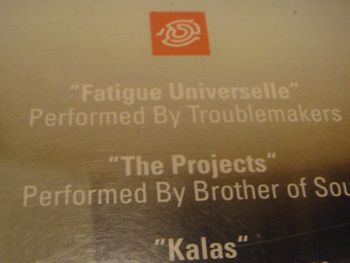 "Fatigue Universelle"
Performed By Troublemakers
"The Projects"
Performed By Brother of Sou
"Kalas"